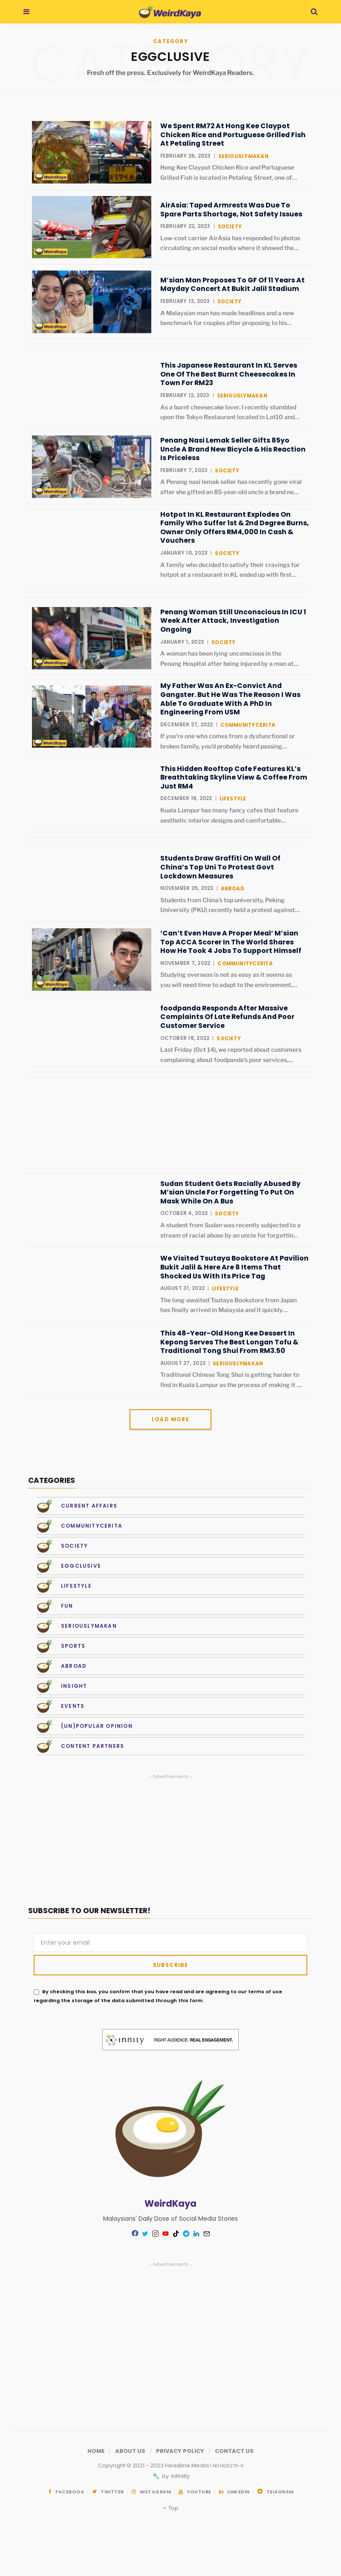 WeirdKaya
CATEGORY
EGGCLUSIVE
Fresh off the press. Exclusively for WeirdKaya Readers.
We Spent RM72 At Hong Kee Claypot
Chicken Rice and Portuguese Grilled Fish
At Petaling Street
FEBRUARY 26, 2023 | SERIOUSLYMAKAN
Hong Kee Claypot Chicken Rice and Portuguese
Grilled Fish is located in Petaling Street, one of...
AirAsia: Taped Armrests Was Due To
Spare Parts Shortage, Not Safety Issues
FEBRUARY 22, 2023 | SOCIETY
Low-cost carrier AirAsia has responded to photos
circulating on social media where it showed the...
M'sian Man Proposes To GF Of 11 Years At
Mayday Concert At Bukit Jalil Stadium
FEBRUARY 13, 2023 | SOCIETY
A Malaysian man has made headlines and a new
benchmark for couples after proposing to his...
This Japanese Restaurant In KL Serves
One Of The Best Burnt Cheesecakes In
Town For RM23
FEBRUARY 12, 2023 | SERIOUSLYMAKAN
As a burnt cheesecake lover, I recently stumbled
upon the Tokyo Restaurant located in Lot10 and...
Penang Nasi Lemak Seller Gifts 85yo
Uncle A Brand New Bicycle & His Reaction
Is Priceless
FEBRUARY 7, 2023 | SOCIETY
A Penang nasi lemak seller has recently gone viral
after she gifted an 85-year-old uncle a brand ne...
Hotpot In KL Restaurant Explodes On
Family Who Suffer 1st & 2nd Degree Burns,
Owner Only Offers RM4,000 In Cash &
Vouchers
JANUARY 10, 2023 | SOCIETY
A family who decided to satisfy their cravings for
hotpot at a restaurant in KL ended up with first...
Penang Woman Still Unconscious In ICU 1
Week After Attack, Investigation
Ongoing
JANUARY 1, 2023 | SOCIETY
A woman has been lying unconscious in the
Penang Hospital after being injured by a man at...
My Father Was An Ex-Convict And
Gangster. But He Was The Reason I Was
Able To Graduate With A PhD In
Engineering From USM
DECEMBER 27, 2022 | COMMUNITYCERITA
If you're one who comes from a dysfunctional or
broken family, you'd probably heard passing...
This Hidden Rooftop Cafe Features KL's
Breathtaking Skyline View & Coffee From
Just RM4
DECEMBER 18, 2022 | LIFESTYLE
Kuala Lumpur has many fancy cafes that feature
aesthetic interior designs and comfortable...
Students Draw Graffiti On Wall Of
China's Top Uni To Protest Govt
Lockdown Measures
NOVEMBER 29, 2022 | ABROAD
Students from China's top university, Peking
University (PKU) recently held a protest against...
'Can't Even Have A Proper Meal' M'sian
Top ACCA Scorer In The World Shares
How He Took 4 Jobs To Support Himself
NOVEMBER 7, 2022 | COMMUNITYCERITA
Studying overseas is not as easy as it seems as
you will need time to adapt to the environment,...
foodpanda Responds After Massive
Complaints Of Late Refunds And Poor
Customer Service
OCTOBER 18, 2022 | SOCIETY
Last Friday (Oct 14), we reported about customers
complaining about foodpanda's poor services,...
Sudan Student Gets Racially Abused By
M'sian Uncle For Forgetting To Put On
Mask While On A Bus
OCTOBER 4, 2022 | SOCIETY
A student from Sudan was recently subjected to a
stream of racial abuse by an uncle for forgettin...
We Visited Tsutaya Bookstore At Pavilion
Bukit Jalil & Here Are 8 Items That
Shocked Us With Its Price Tag
AUGUST 31, 2022 | LIFESTYLE
The long-awaited Tsutaya Bookstore from Japan
has finally arrived in Malaysia and it quickly...
This 48-Year-Old Hong Kee Dessert In
Kepong Serves The Best Longan Tofu &
Traditional Tong Shui From RM3.50
AUGUST 27, 2022 | SERIOUSLYMAKAN
Traditional Chinese Tong Shui is getting harder to
find in Kuala Lumpur as the process of making it ...
LOAD MORE
CATEGORIES
CURRENT AFFAIRS
COMMUNITYCERITA
SOCIETY
EGGCLUSIVE
LIFESTYLE
FUN
SERIOUSLYMAKAN
SPORTS
ABROAD
INSIGHT
EVENTS
(UN)POPULAR OPINION
CONTENT PARTNERS
- Advertisements -
SUBSCRIBE TO OUR NEWSLETTER!
Enter your email
SUBSCRIBE
By checking this box, you confirm that you have read and are agreeing to our terms of use
regarding the storage of the data submitted through this form.
innity RIGHT AUDIENCE. REAL ENGAGEMENT.
WeirdKaya
Malaysians' Daily Dose of Social Media Stories
- Advertisements -
HOME / ABOUT US / PRIVACY POLICY / CONTACT US
Copyright © 2021 - 2023 Headline Media
by infinitly
FACEBOOK TWITTER INSTAGRAM YOUTUBE LINKEDIN TELEGRAM
Top